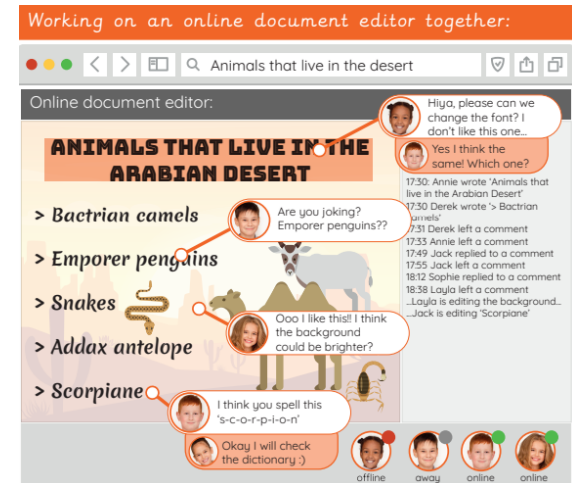 Working on an online document editor together:
Animals that live in the desert
Online document editor:
ANIMALS THAT LIVE IN THE
ARABIAN DESERT
> Bactrian camels
> Emporer penguins
> Snakes
> Addax antelope
> Scorpiane
Hiya, please can we
change the font? I
don't like this one...
Yes I think the
same! Which one?
Are you joking?
Emporer penguins??
Ooo I like this!! I think
the background
could be brighter?
I think you spell this
's-c-o-r-p-i-o-n'
Okay I will check
the dictionary :)
17:30: Annie wrote 'Animals that
live in the Arabian Desert'
17:30 Derek wrote '> Bactrian
camels'
17:31 Derek left a comment
17:33 Annie left a comment
17:49 Jack replied to a comment
17:55 Jack left a comment
18:12 Sophie replied to a comment
18:38 Layla left a comment
...Layla is editing the background...
...Jack is editing 'Scorpiane'
offline
away
online
online